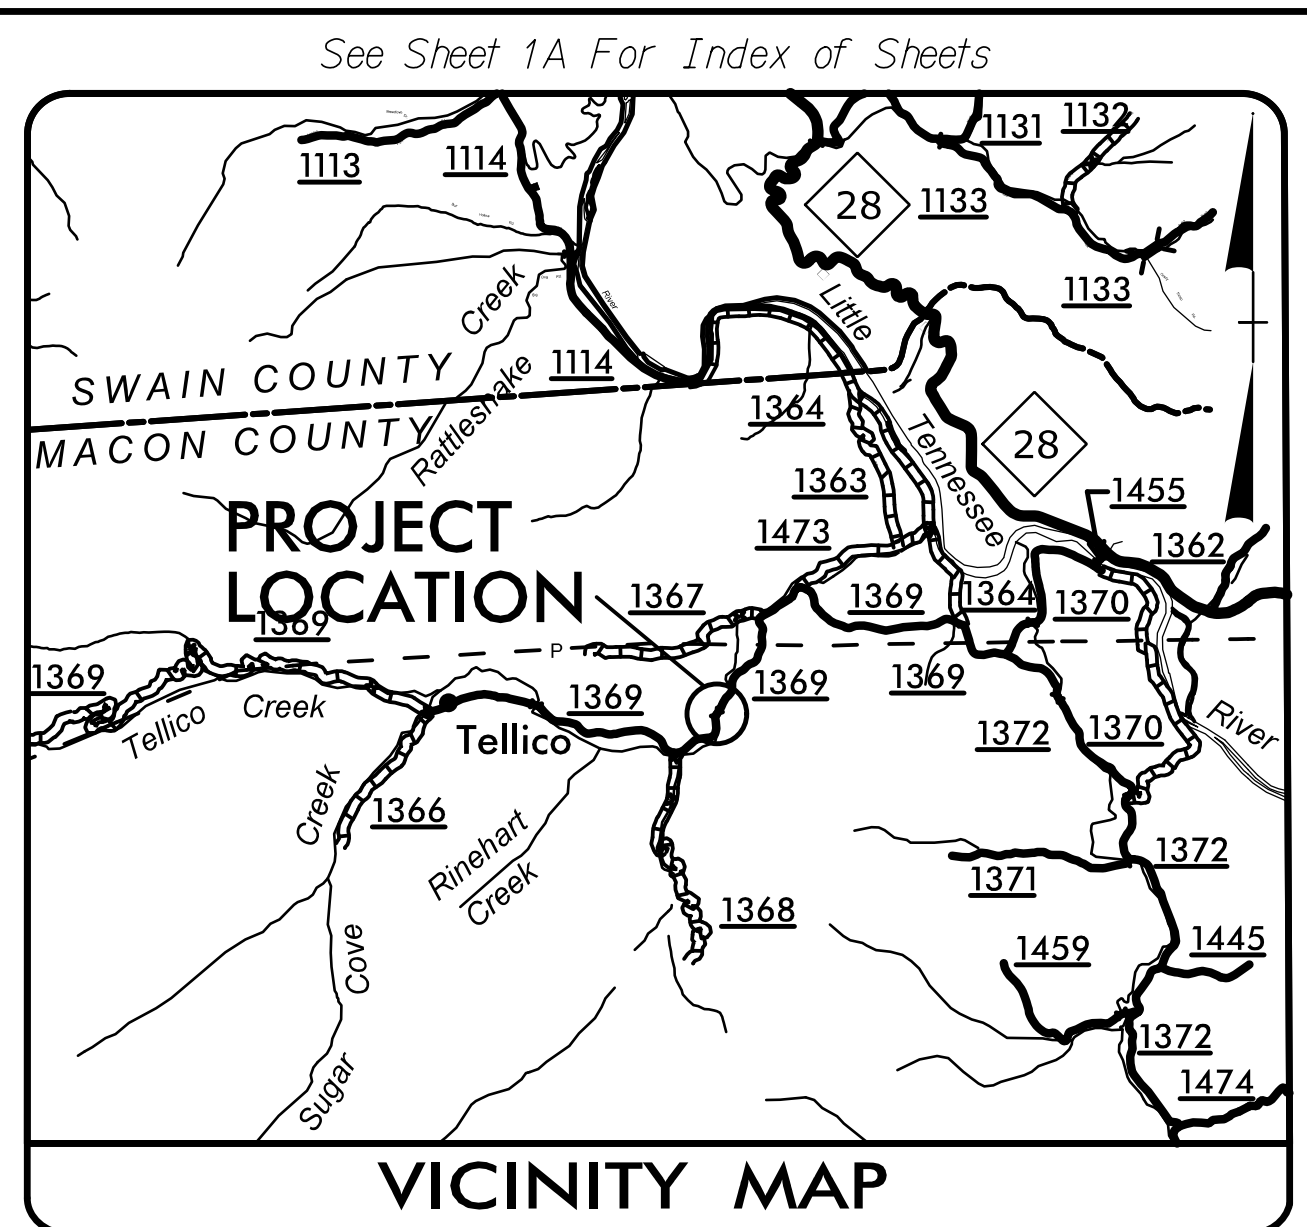 See Sheet 1A For Index of Sheets
1131
1132
1113
1114
28
1133
Creek
River
Little
1133
SWAIN COUNTY
1114
MACON COUNTY
Rattlesnake
1364
Tennessee
28
1363
1455
PROJECT
LOCATION
1473
1362
1367
1369
1364
1370
1369
P
1369
1369
1369
1369
Tellico
Creek
Tellico
1372
1370
River
Creek
1366
Rinehart
Creek
1372
1371
1368
Cove
1459
1445
1372
Sugar
1474
VICINITY MAP